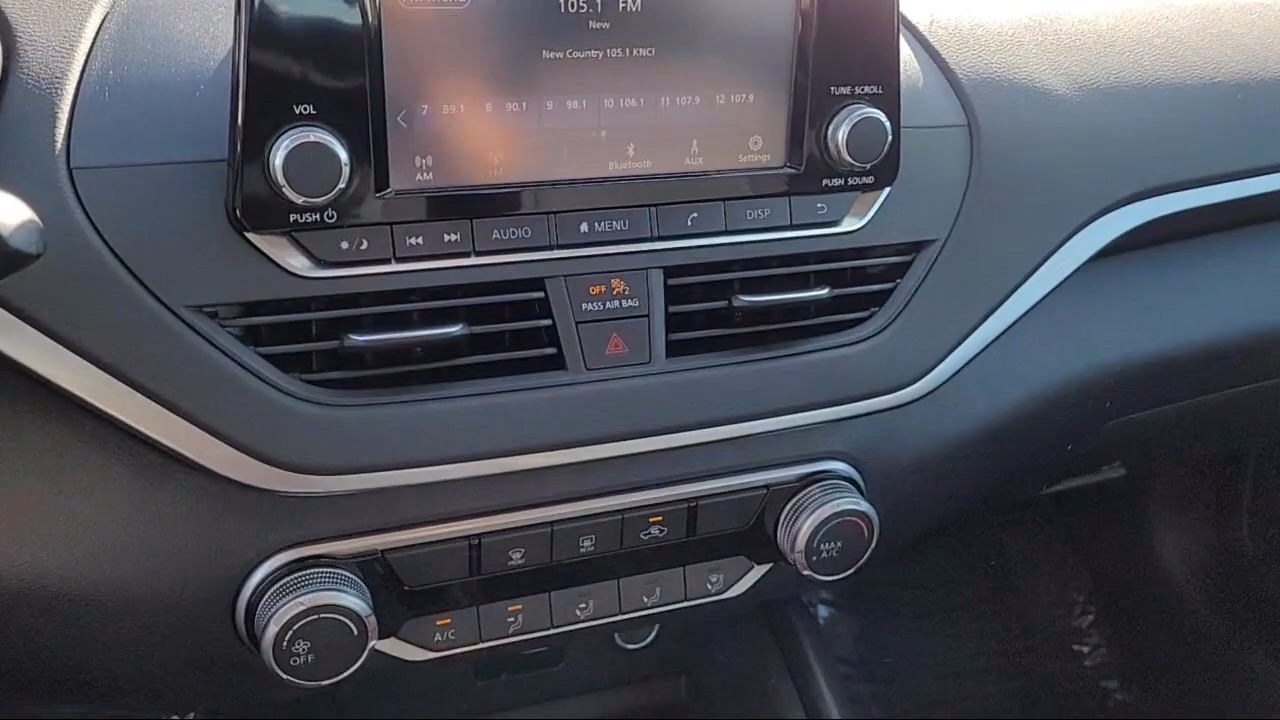 105.1 FM
New
New Country 105.1 KNCI
7 89.1 8 90.1 9 98.1 10 106.1 11 107.9 12 107.9
AM
FM
Bluetooth
AUX
Settings
VOL
PUSH
TUNE·SCROLL
PUSH SOUND
AUDIO
MENU
DISP
OFF 2
PASS AIR BAG
FRONT
REAR
MAX
A/C
OFF
A/C